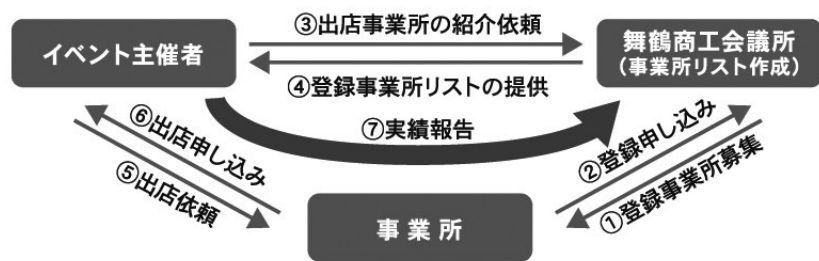 ③出店事業所の紹介依頼
イベント主催者
舞鶴商工会議所
（事業所リスト作成）
④登録事業所リストの提供
⑦実績報告
⑥出店申し込み
⑤出店依頼
②登録申し込み
①登録事業所募集
事業所